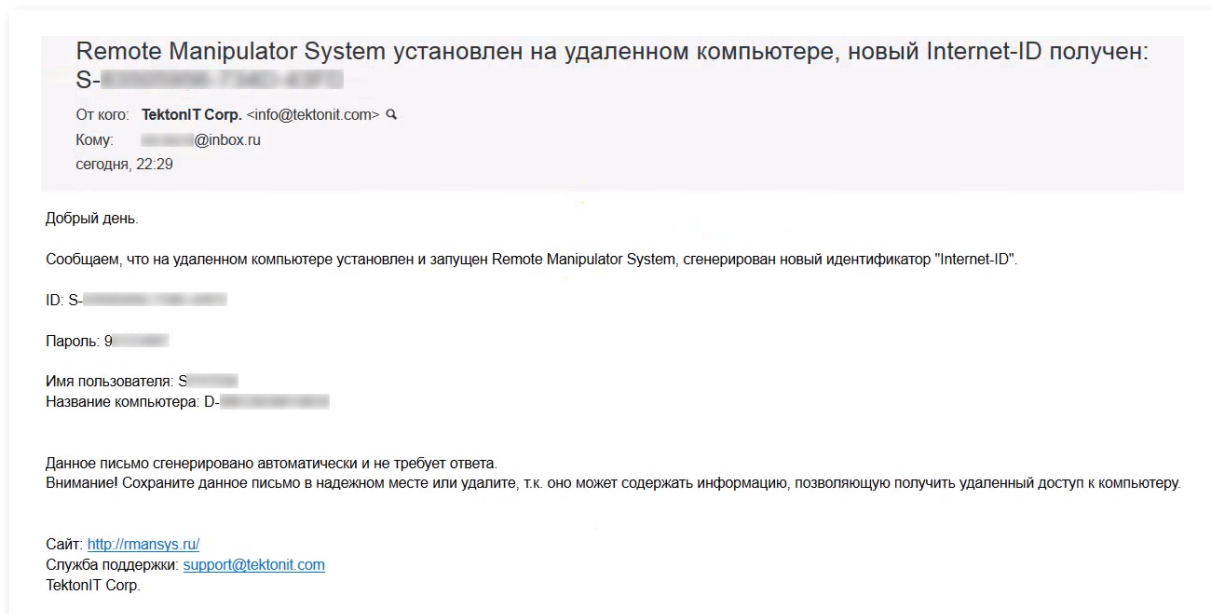 Remote Manipulator System установлен на удаленном компьютере, новый Internet-ID получен:
S-
От кого: TektonIT Corp. <info@tektonit.com>
Кому: @inbox.ru
сегодня, 22:29
Добрый день.
Сообщаем, что на удаленном компьютере установлен и запущен Remote Manipulator System, сгенерирован новый идентификатор "Internet-ID".
ID: S-
Пароль: 9
Имя пользователя: S
Название компьютера: D-
Данное письмо сгенерировано автоматически и не требует ответа.
Внимание! Сохраните данное письмо в надежном месте или удалите, т.к. оно может содержать информацию, позволяющую получить удаленный доступ к компьютеру.
Сайт: http://rmansys.ru/
Служба поддержки: support@tektonit.com
TektonIT Corp.